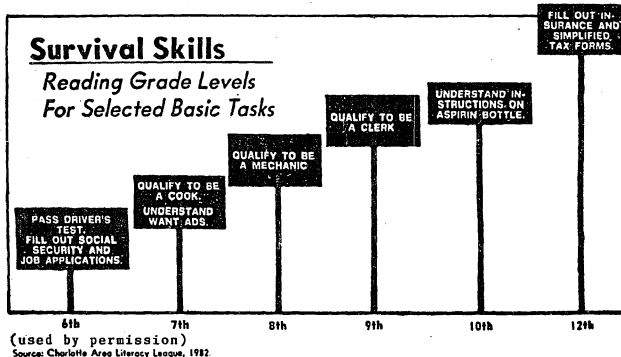 Survival Skills
Reading Grade Levels
For Selected Basic Tasks
PASS DRIVER'S
TEST.
FILL OUT SOCIAL
SECURITY AND
JOB APPLICATIONS.
QUALIFY TO BE
A COOK.
UNDERSTAND
WANT ADS.
QUALIFY TO BE
A MECHANIC
QUALIFY TO BE
A CLERK
UNDERSTAND IN-
STRUCTIONS ON
ASPIRIN BOTTLE.
FILL OUT IN-
SURANCE AND
SIMPLIFIED
TAX FORMS.
6th 7th 8th 9th 10th 12th
(used by permission)
Source: Charlotte Area Literacy League, 1982.